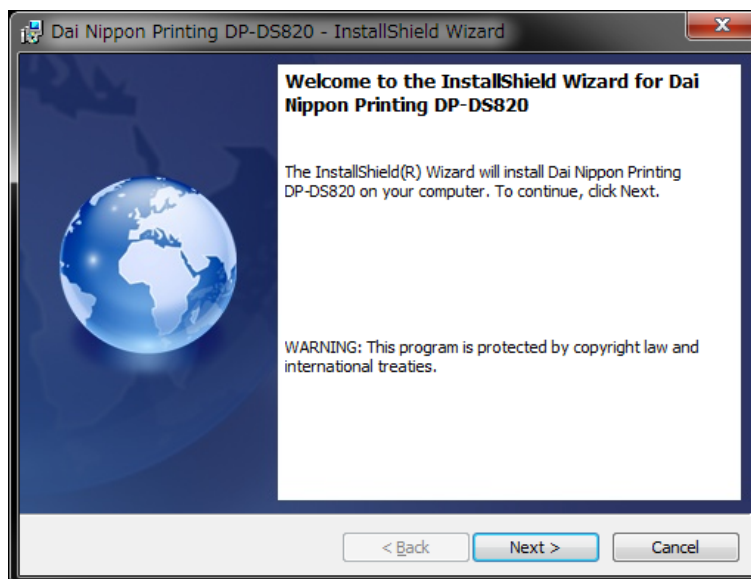 Dai Nippon Printing DP-DS820 - InstallShield Wizard
Welcome to the InstallShield Wizard for Dai
Nippon Printing DP-DS820
The InstallShield(R) Wizard will install Dai Nippon Printing
DP-DS820 on your computer. To continue, click Next.
WARNING: This program is protected by copyright law and
international treaties.
< Back
Next >
Cancel